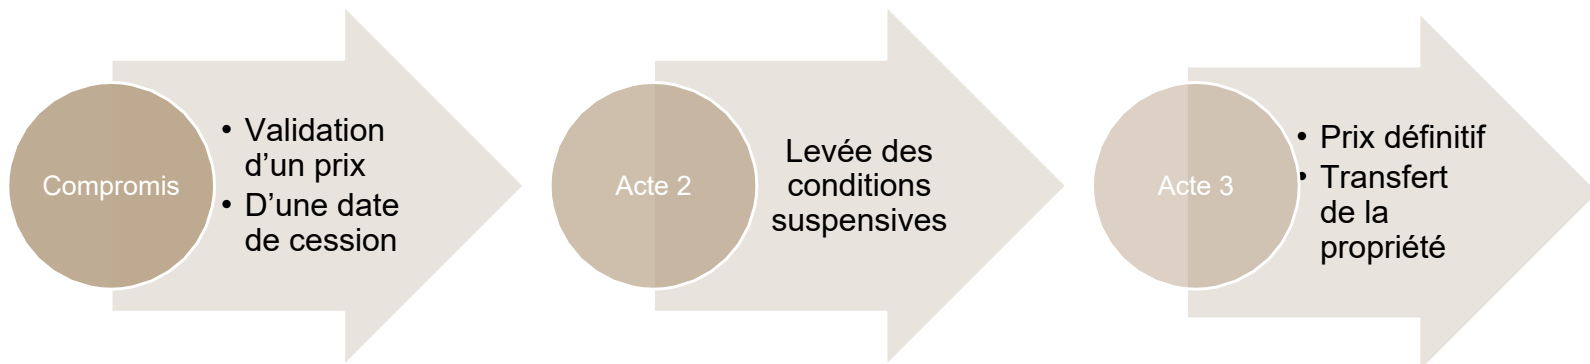 Compromis
• Validation
d’un prix
• D’une date
de cession
Acte 2
Levée des
conditions
suspensives
Acte 3
• Prix définitif
• Transfert
de la
propriété